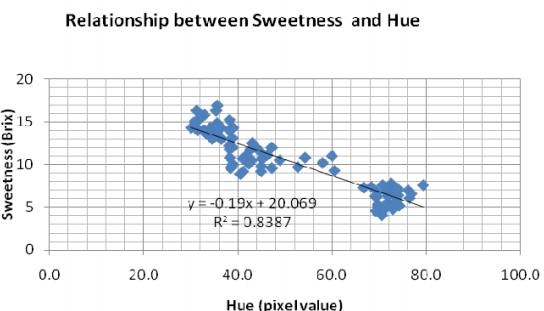 Relationship between Sweetness and Hue
Sweetness (Brix)
20
15
10
5
0
y = -0.19x + 20.069
R² = 0.8387
0.0 20.0 40.0 60.0 80.0 100.0
Hue (pixel value)